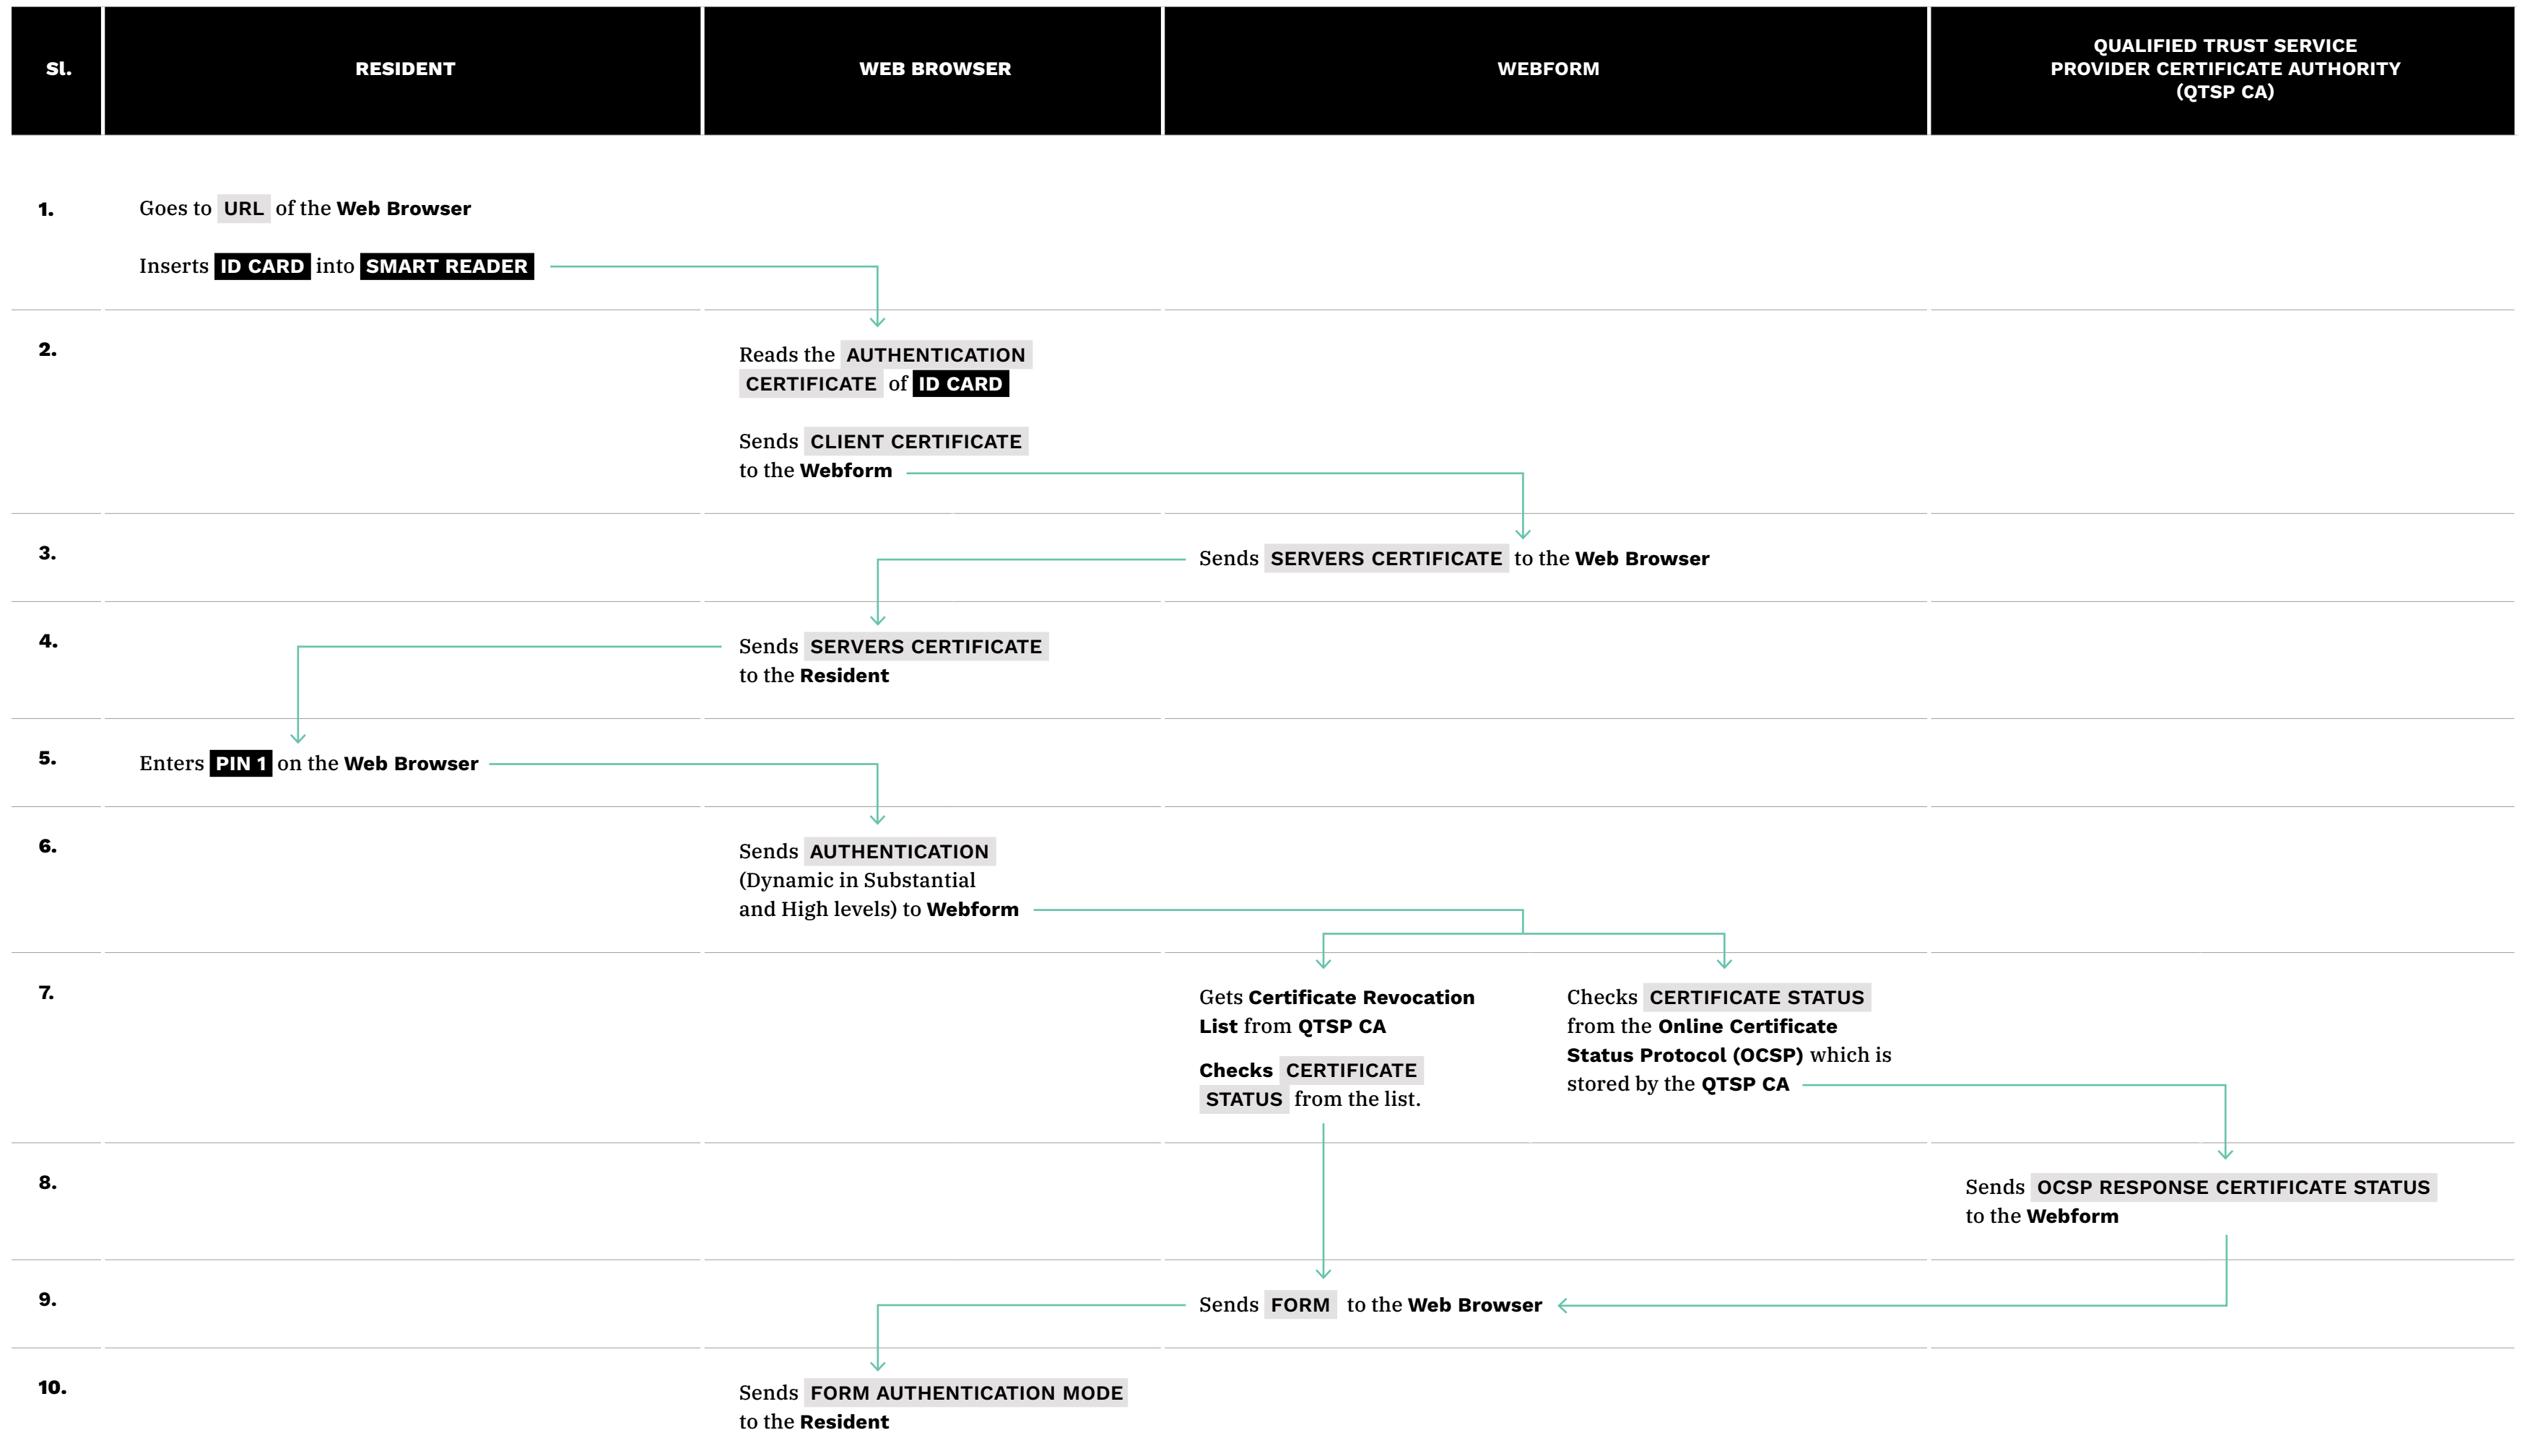 Sl.
RESIDENT
WEB BROWSER
WEBFORM
QUALIFIED TRUST SERVICE
PROVIDER CERTIFICATE AUTHORITY
(QTSP CA)
1.
Goes to URL of the Web Browser
Inserts ID CARD into SMART READER
2.
Reads the AUTHENTICATION
CERTIFICATE of ID CARD
Sends CLIENT CERTIFICATE
to the Webform
3.
Sends SERVERS CERTIFICATE to the Web Browser
4.
Sends SERVERS CERTIFICATE
to the Resident
5.
Enters PIN 1 on the Web Browser
6.
Sends AUTHENTICATION
(Dynamic in Substantial
and High levels) to Webform
7.
Gets Certificate Revocation
List from QTSP CA
Checks CERTIFICATE
STATUS from the list.
Checks CERTIFICATE STATUS
from the Online Certificate
Status Protocol (OCSP) which is
stored by the QTSP CA
8.
Sends OCSP RESPONSE CERTIFICATE STATUS
to the Webform
9.
Sends FORM to the Web Browser
10.
Sends FORM AUTHENTICATION MODE
to the Resident